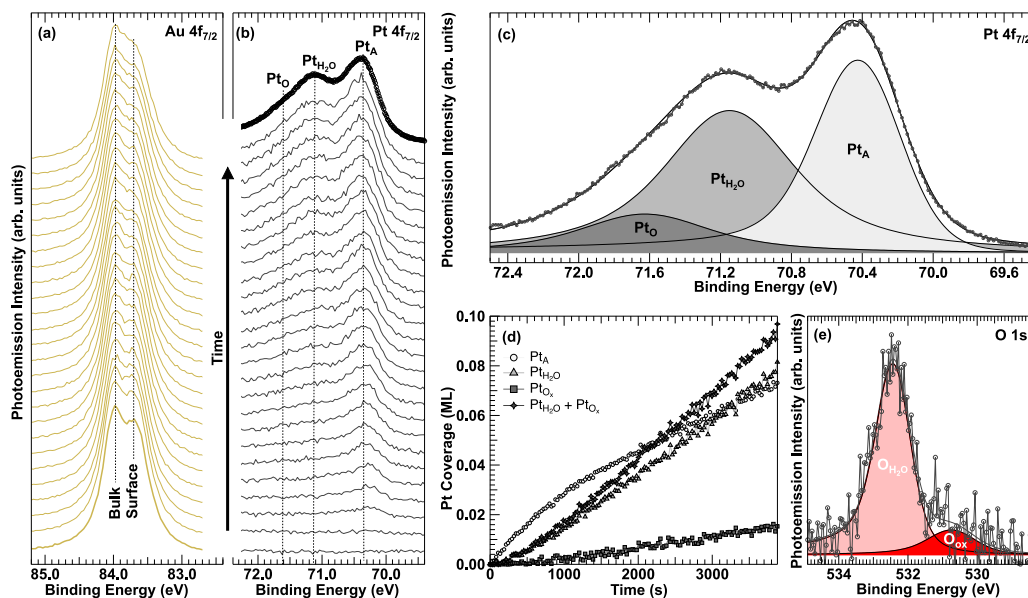 (a) Au 4f7/2
Photoemission Intensity (arb. units)
Bulk
Surface
85.0 84.0 83.0
Binding Energy (eV)
Time
(b) Pt 4f7/2
PtO
PtH2O
PtA
72.0 71.0 70.0
Binding Energy (eV)
(c) Pt 4f7/2
Photoemission Intensity (arb. units)
PtO
PtH2O
PtA
72.4 72.0 71.6 71.2 70.8 70.4 70.0 69.6
Binding Energy (eV)
(d)
PtA
PtH2O
PtOx
PtH2O + PtOx
Pt Coverage (ML)
0.10
0.08
0.06
0.04
0.02
0.00
0 1000 2000 3000
Time (s)
(e) O 1s
Photoemission Intensity (arb. units)
OH2O
Oox
534 532 530
Binding Energy (eV)